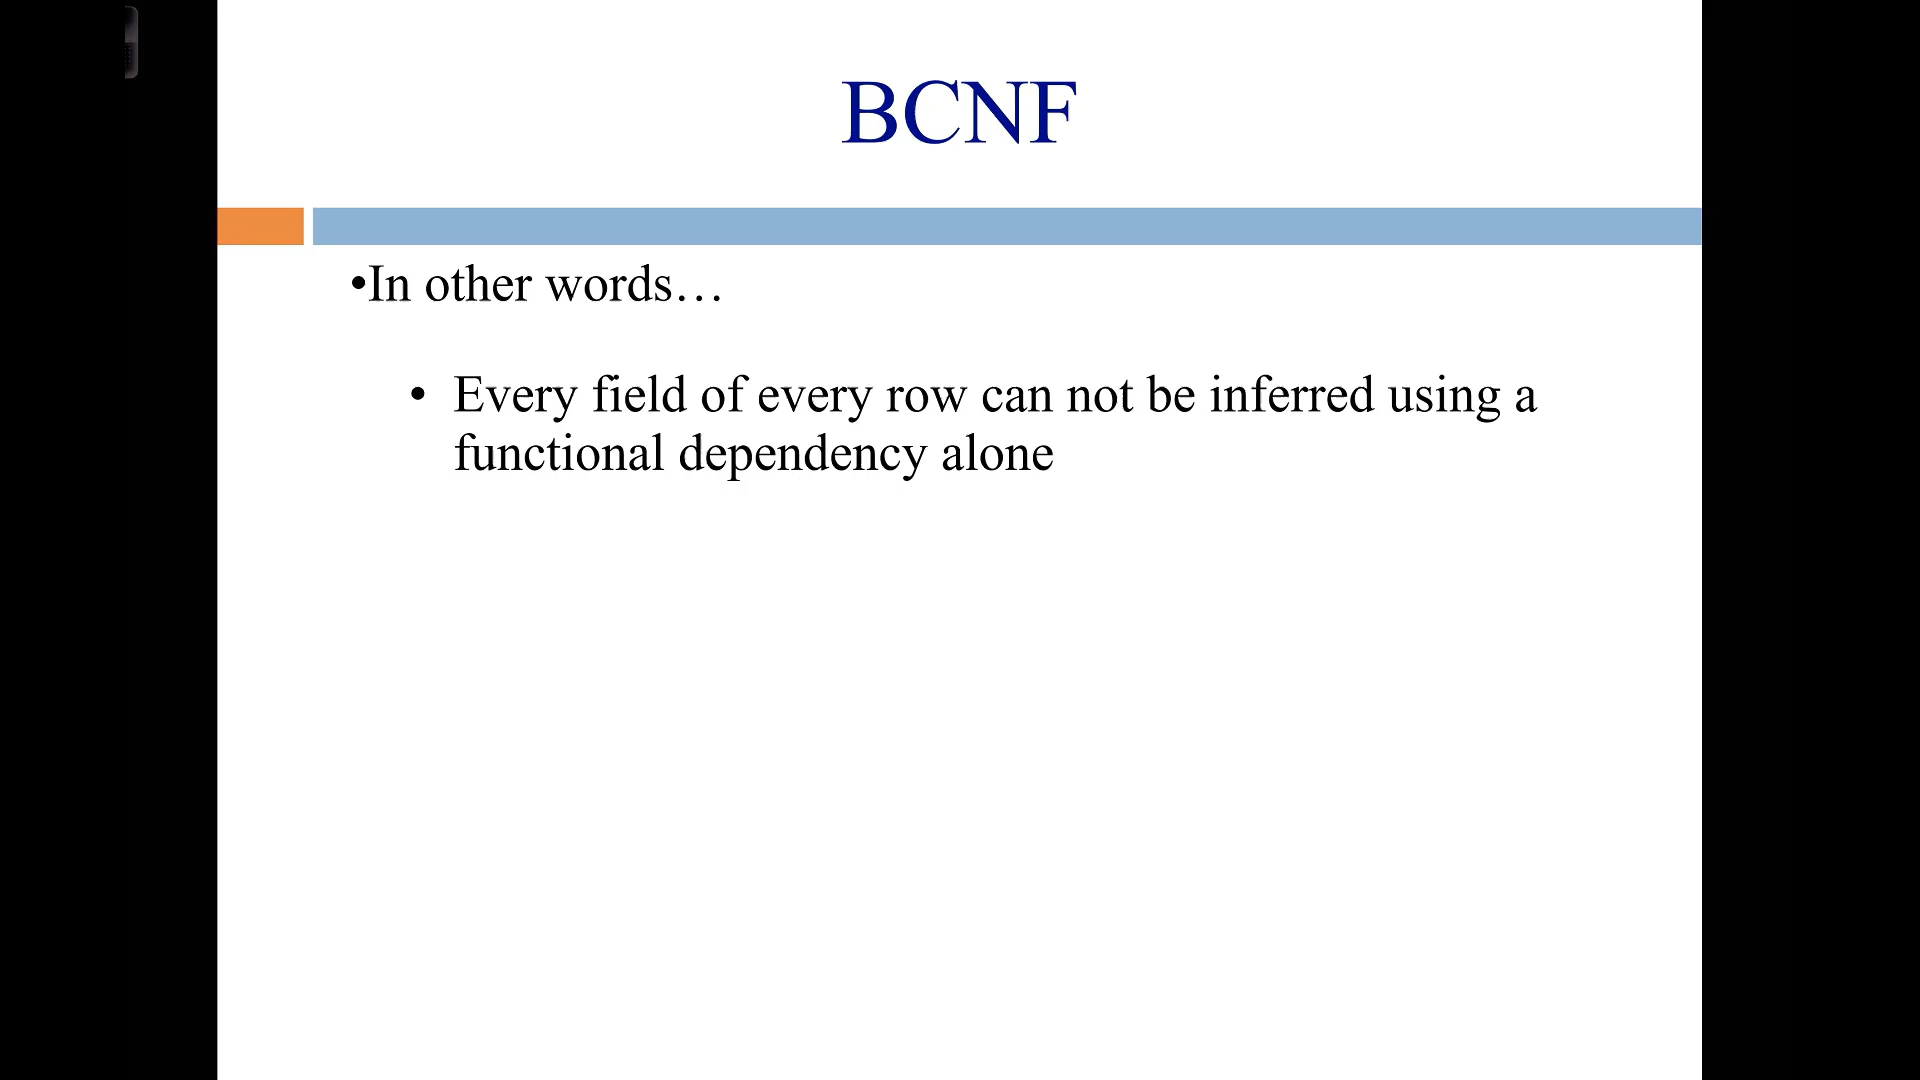 BCNF
•In other words…
• Every field of every row can not be inferred using a
functional dependency alone